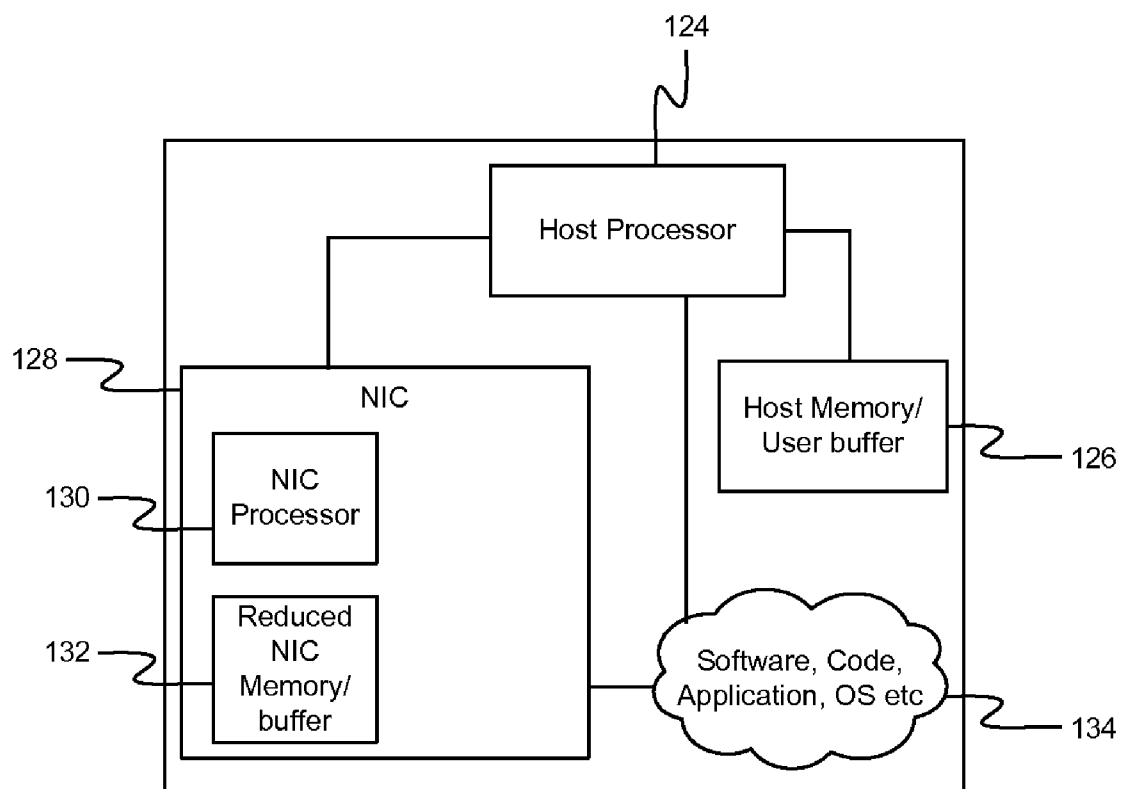 124
Host Processor
128
NIC
Host Memory/
User buffer
126
130
NIC
Processor
132
Reduced
NIC
Memory/
buffer
Software, Code,
Application, OS etc
134